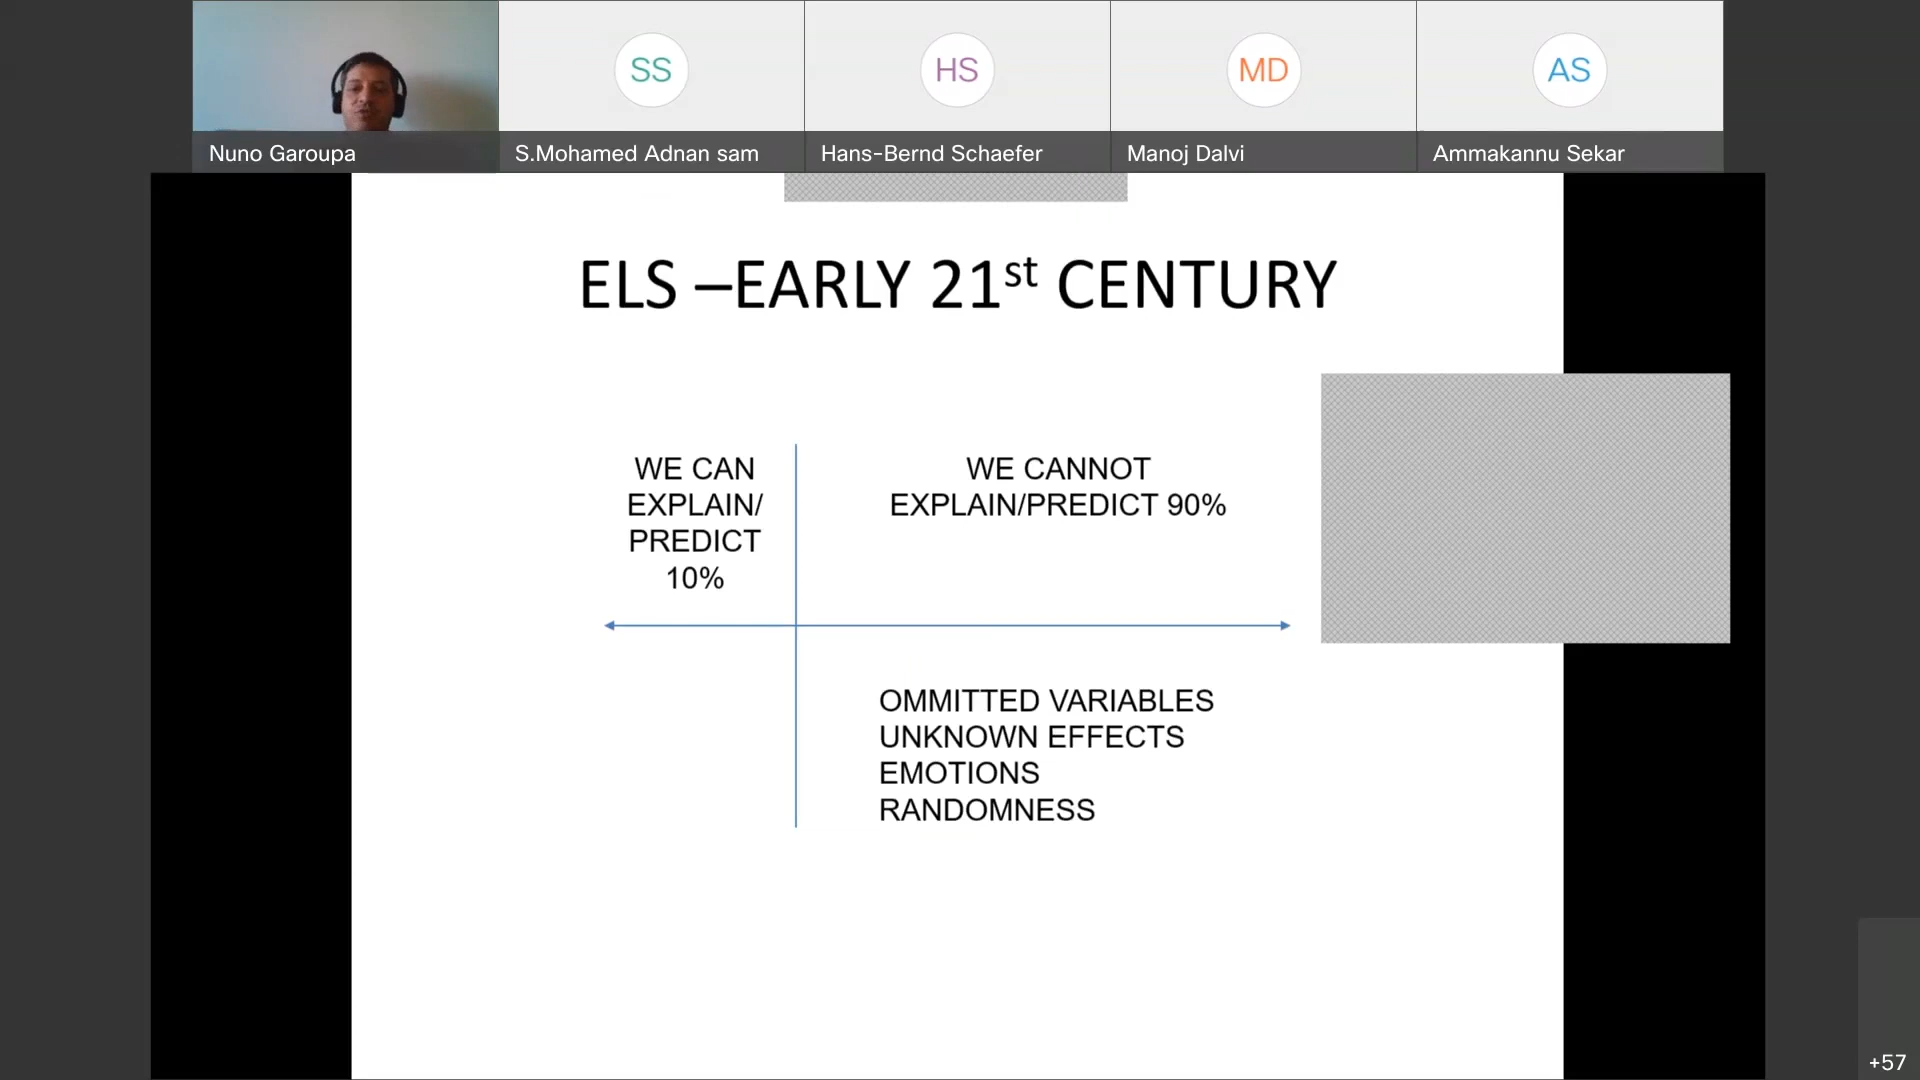 SS
HS
MD
AS
Nuno Garoupa
S.Mohamed Adnan sam
Hans-Bernd Schaefer
Manoj Dalvi
Ammakannu Sekar
ELS –EARLY 21st CENTURY
WE CAN
EXPLAIN/
PREDICT
10%
WE CANNOT
EXPLAIN/PREDICT 90%
OMMITTED VARIABLES
UNKNOWN EFFECTS
EMOTIONS
RANDOMNESS
+57